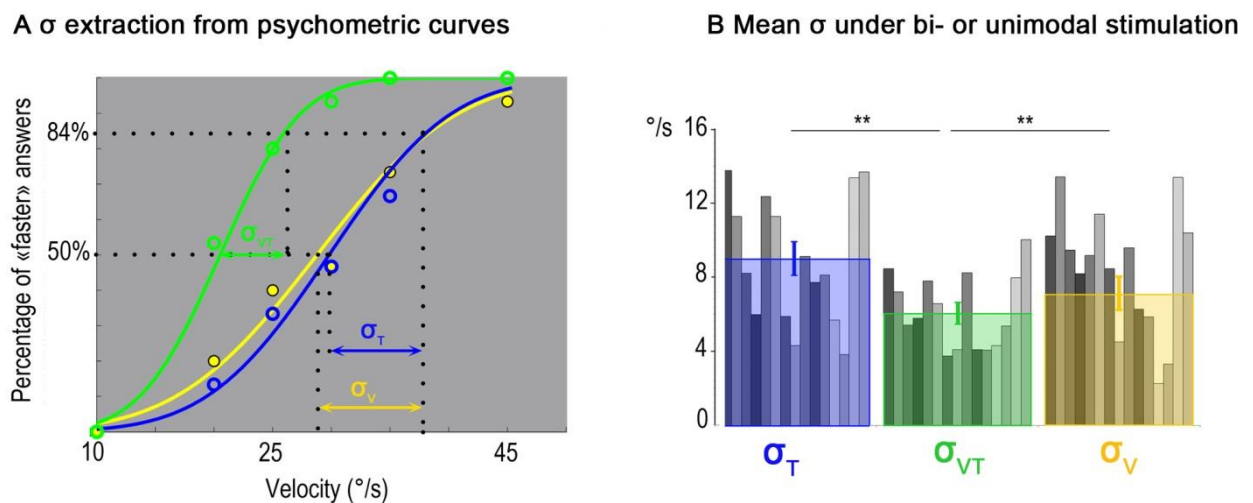 A σ extraction from psychometric curves
Percentage of «faster» answers
84%
50%
σVT
σT
σV
10
25
45
Velocity (°/s)
B Mean σ under bi- or unimodal stimulation
°/s
16
12
8
4
0
**
**
σT
σVT
σV